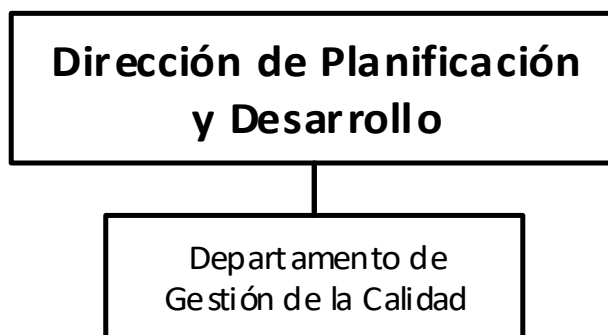 Dirección de Planificación
y Desarrollo
Departamento de
Gestión de la Calidad